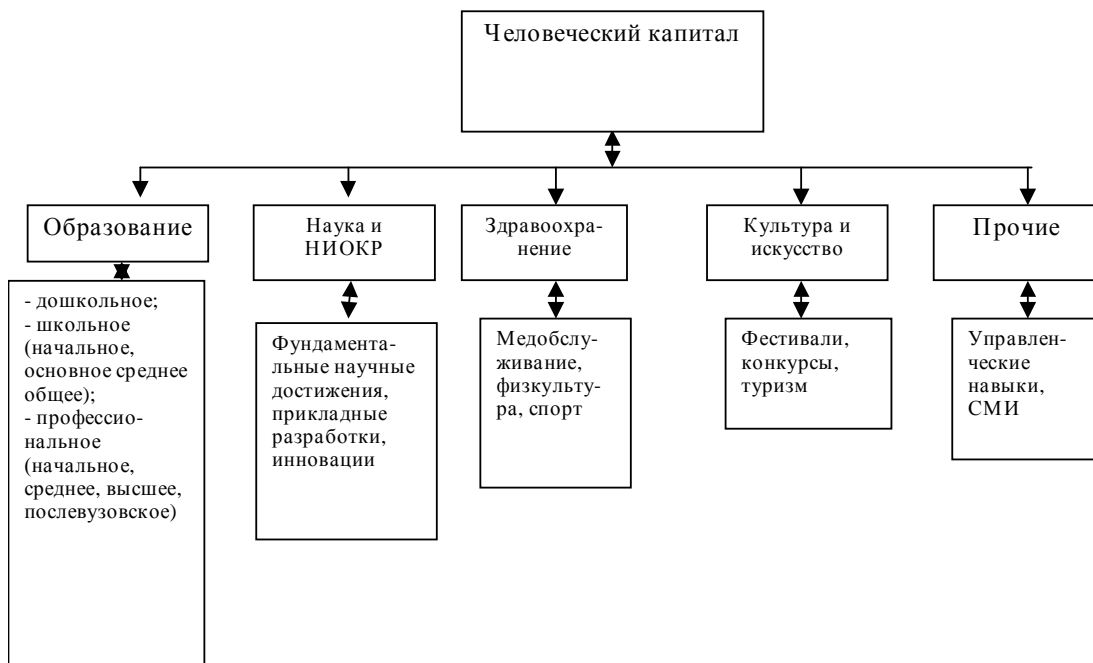 Человеческий капитал
Образование
Наука и
НИОКР
Здравоохра-
нение
Культура и
искусство
Прочие
- дошкольное;
- школьное
(начальное,
основное среднее
общее);
- профессио-
нальное
(начальное,
среднее, высшее,
послевузовское)
Фундамента-
льные научные
достижения,
прикладные
разработки,
инновации
Медобслу-
живание,
физкульту-
ра, спорт
Фестивали,
конкурсы,
туризм
Управлен-
ческие
навыки,
СМИ